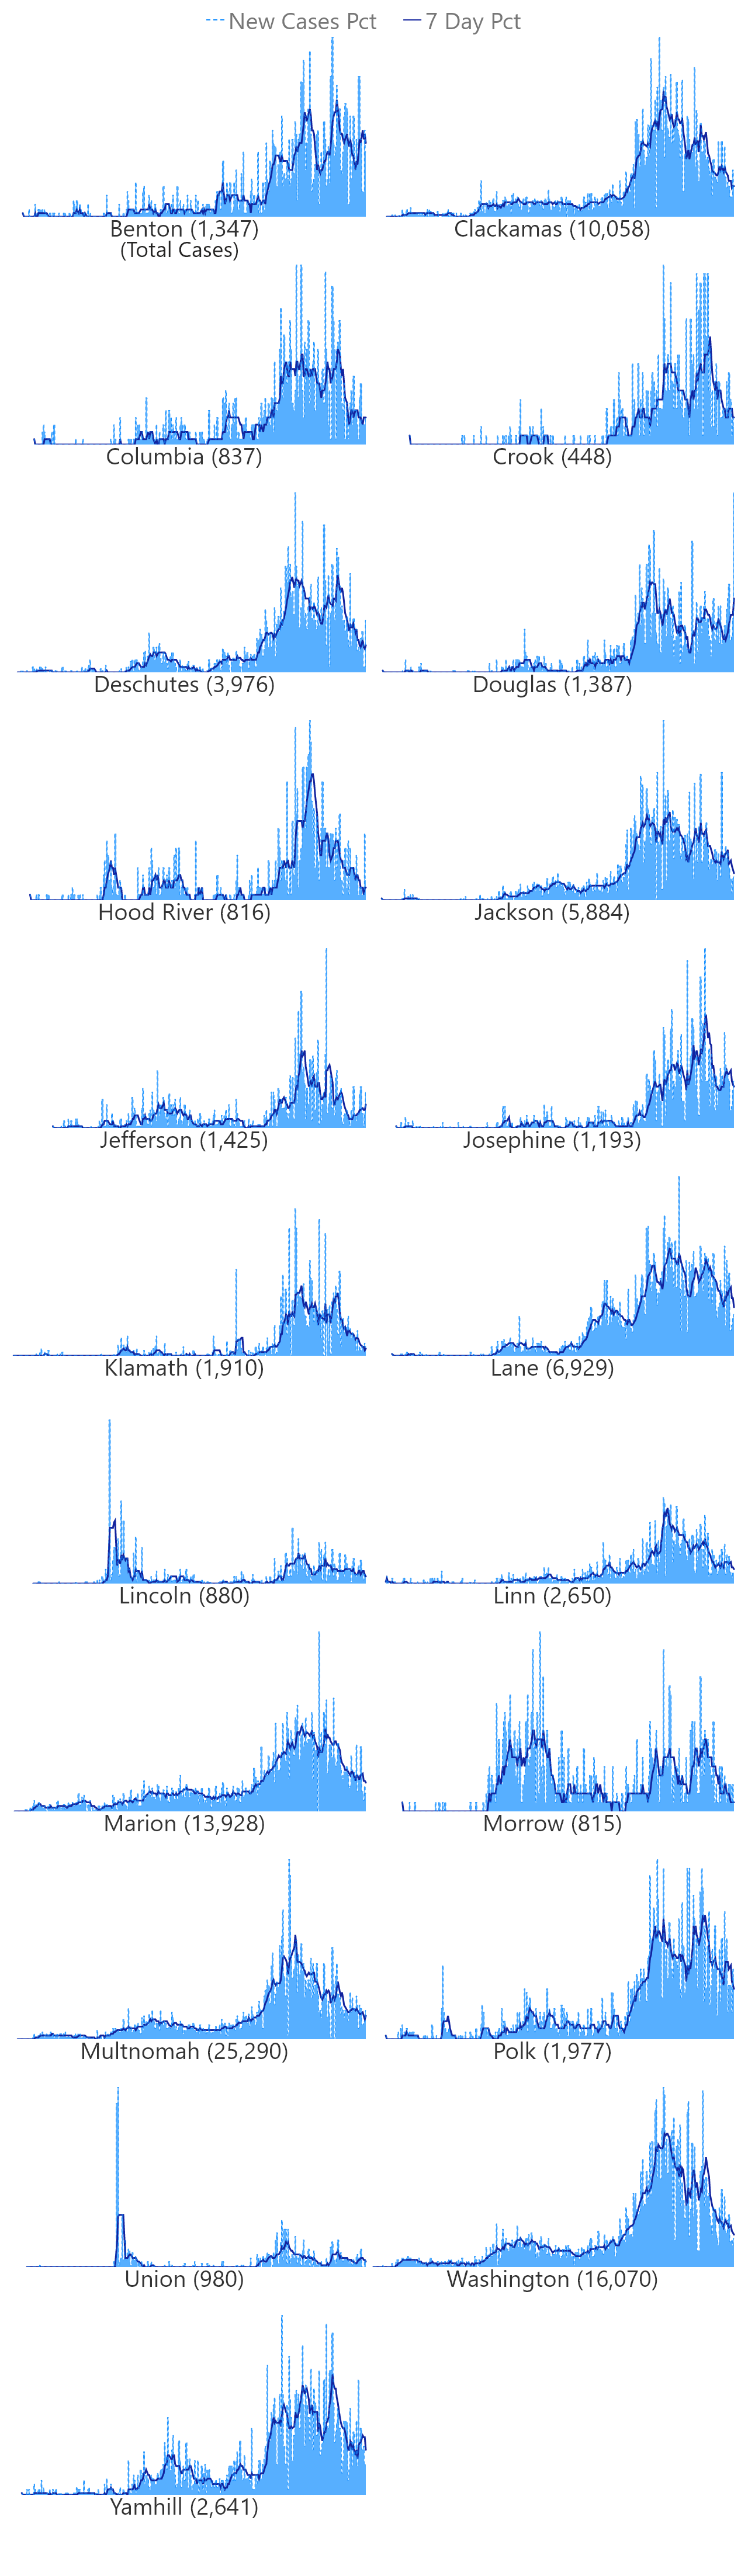 New Cases Pct 7 Day Pct
Benton (1,347) Clackamas (10,058)
(Total Cases)
Columbia (837) Crook (448)
Deschutes (3,976) Douglas (1,387)
Hood River (816) Jackson (5,884)
Jefferson (1,425) Josephine (1,193)
Klamath (1,910) Lane (6,929)
Lincoln (880) Linn (2,650)
Marion (13,928) Morrow (815)
Multnomah (25,290) Polk (1,977)
Union (980) Washington (16,070)
Yamhill (2,641)